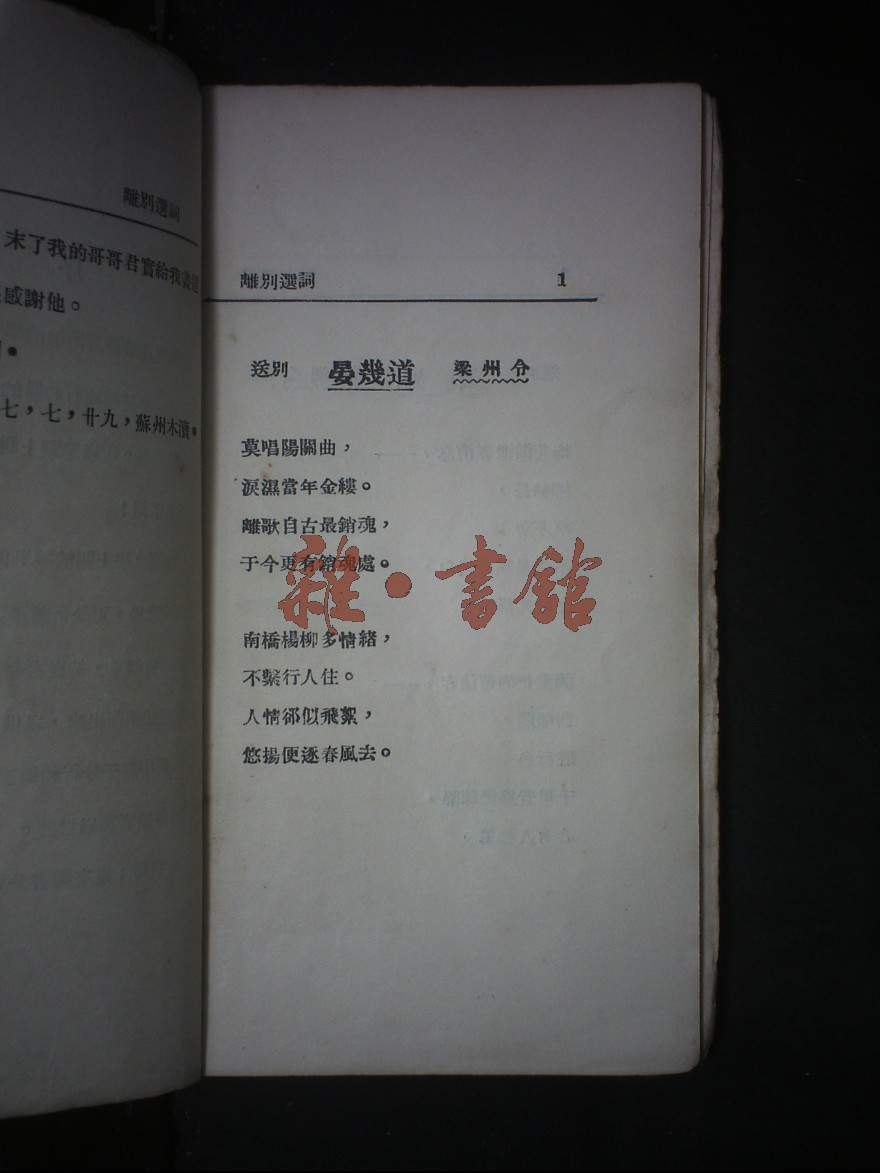 離別選詞
末了我的哥哥君實給我書
感謝他。
七，七，廿九，蘇州木瀆。
離別選詞 1
送別 晏幾道 梁州令
莫唱陽關曲，
淚濕當年金縷。
離歌自古最銷魂，
于今更有銷魂處。
南橋楊柳多情緒，
不繫行人住。
人情卻似飛絮，
悠揚便逐春風去。
雜·書館